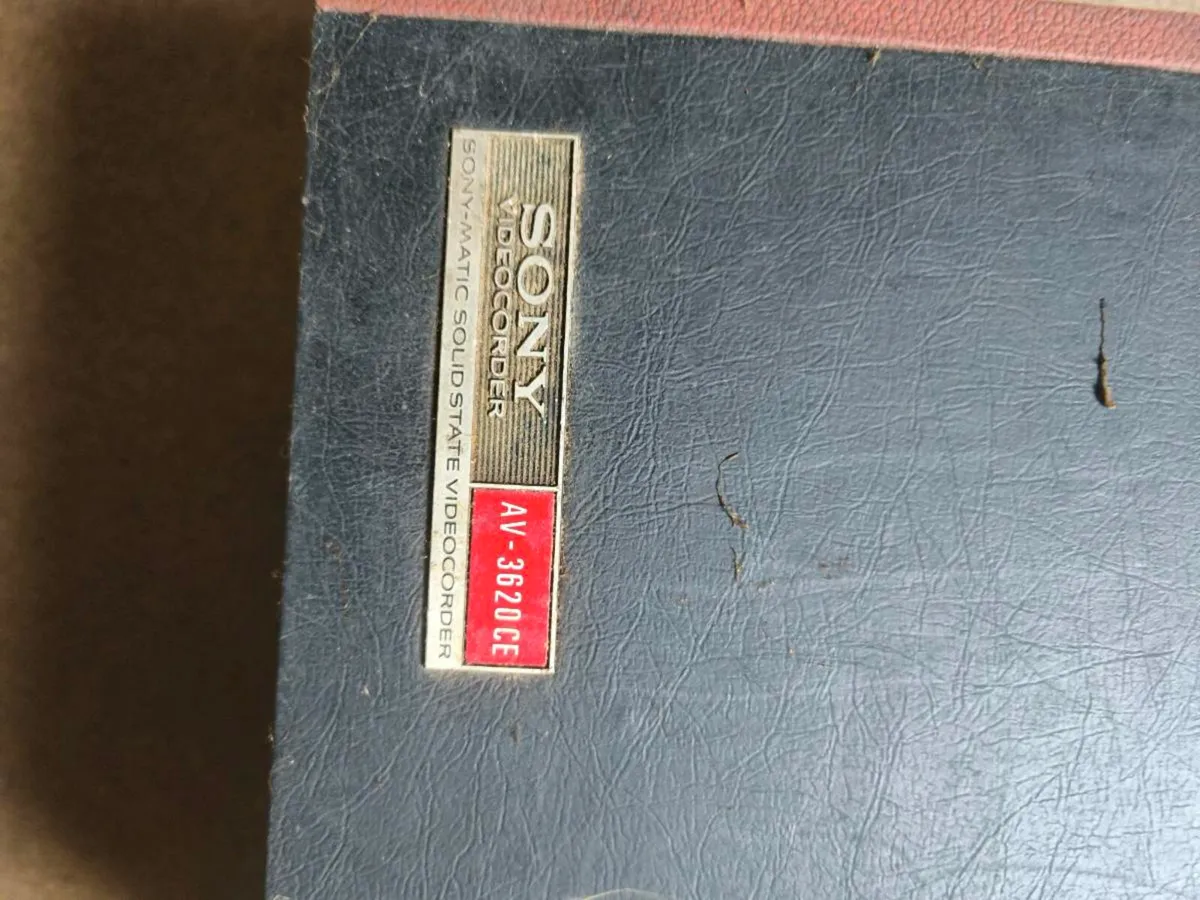 SONY
VIDEOCORDER
AV-3620CE
SONY-MATIC SOLID STATE VIDEOCORDER